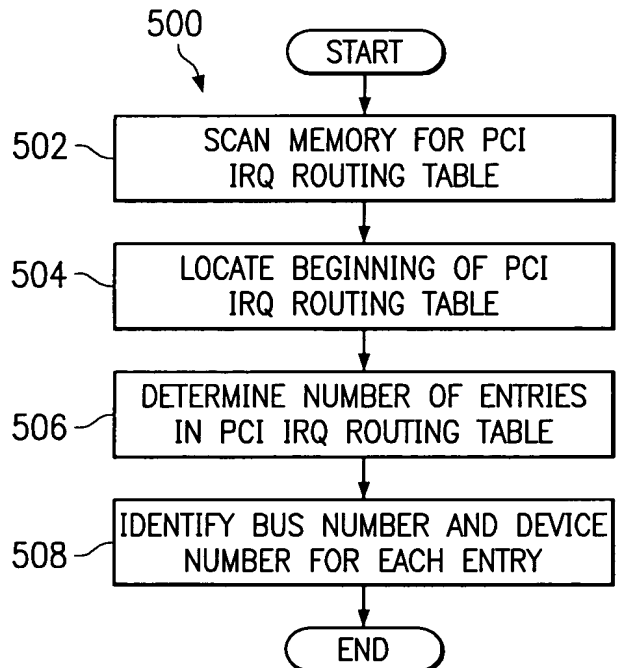 500
START
502
SCAN MEMORY FOR PCI
IRQ ROUTING TABLE
504
LOCATE BEGINNING OF PCI
IRQ ROUTING TABLE
506
DETERMINE NUMBER OF ENTRIES
IN PCI IRQ ROUTING TABLE
508
IDENTIFY BUS NUMBER AND DEVICE
NUMBER FOR EACH ENTRY
END